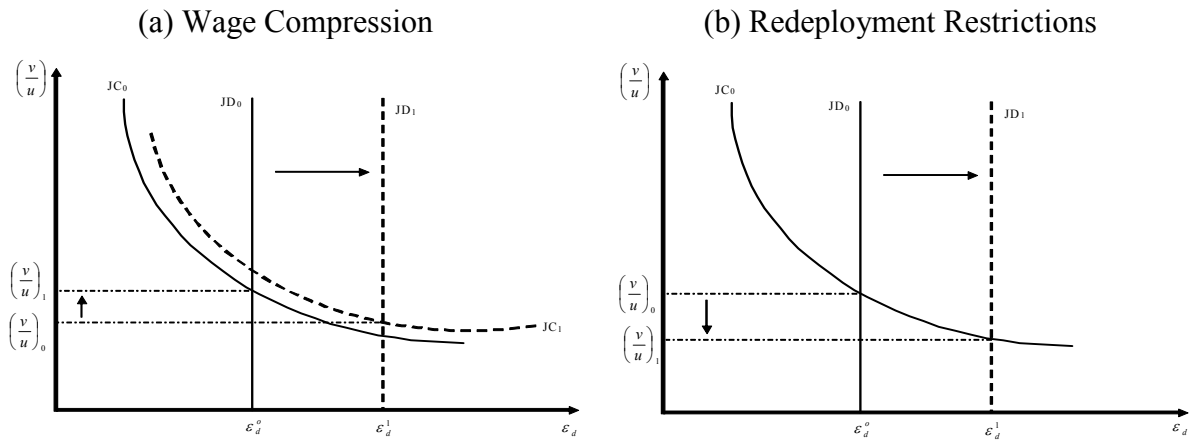 (a) Wage Compression
(v/u)
JC₀
JD₀
JD₁
(v/u)₁
(v/u)₀
JC₁
ε_d^o
ε_d^1
ε_d
(b) Redeployment Restrictions
(v/u)
JC₀
JD₀
JD₁
(v/u)₀
(v/u)₁
ε_d^o
ε_d^1
ε_d